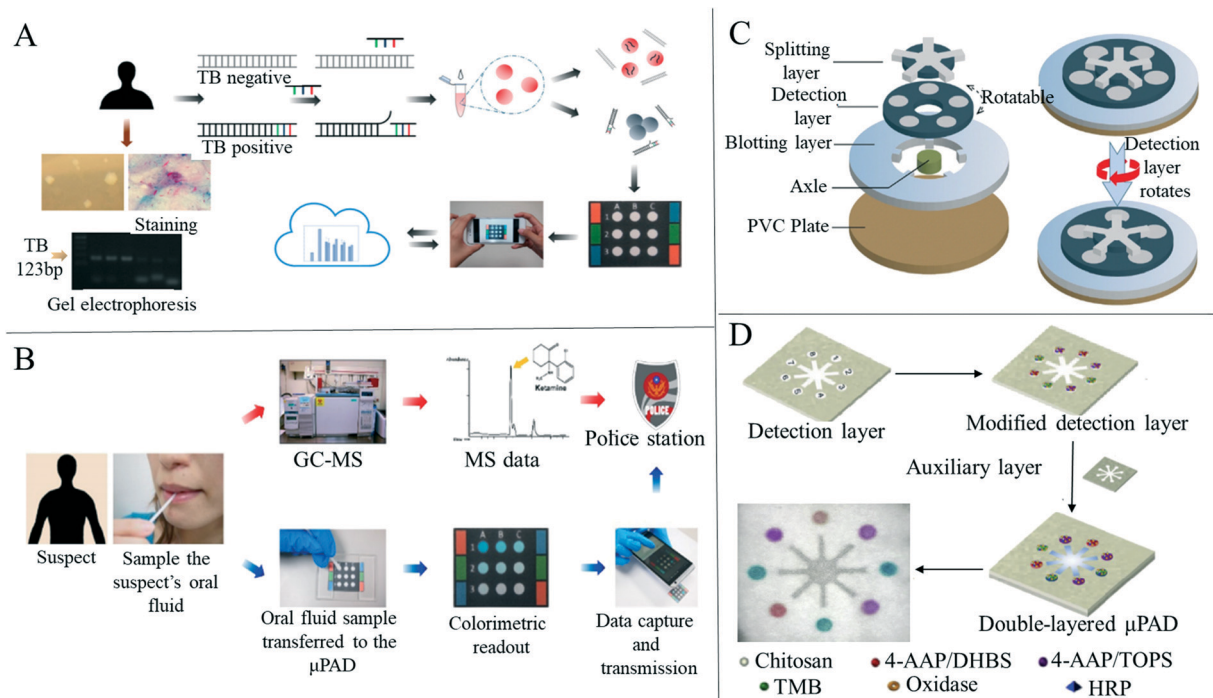 A
TB negative
TB positive
Staining
TB
123bp
Gel electrophoresis
A B C
1
2
3
B
Suspect
Sample the
suspect's oral
fluid
GC-MS
MS data
Ketamine
POLICE
Police station
Oral fluid sample
transferred to the
μPAD
A B C
1
2
3
Colorimetric
readout
Data capture
and
transmission
C
Splitting
layer
Detection
layer
Rotatable
Blotting layer
Axle
PVC Plate
Detection
layer
rotates
D
Detection layer
Modified detection layer
Auxiliary layer
Double-layered μPAD
Chitosan
4-AAP/DHBS
4-AAP/TOPS
TMB
Oxidase
HRP